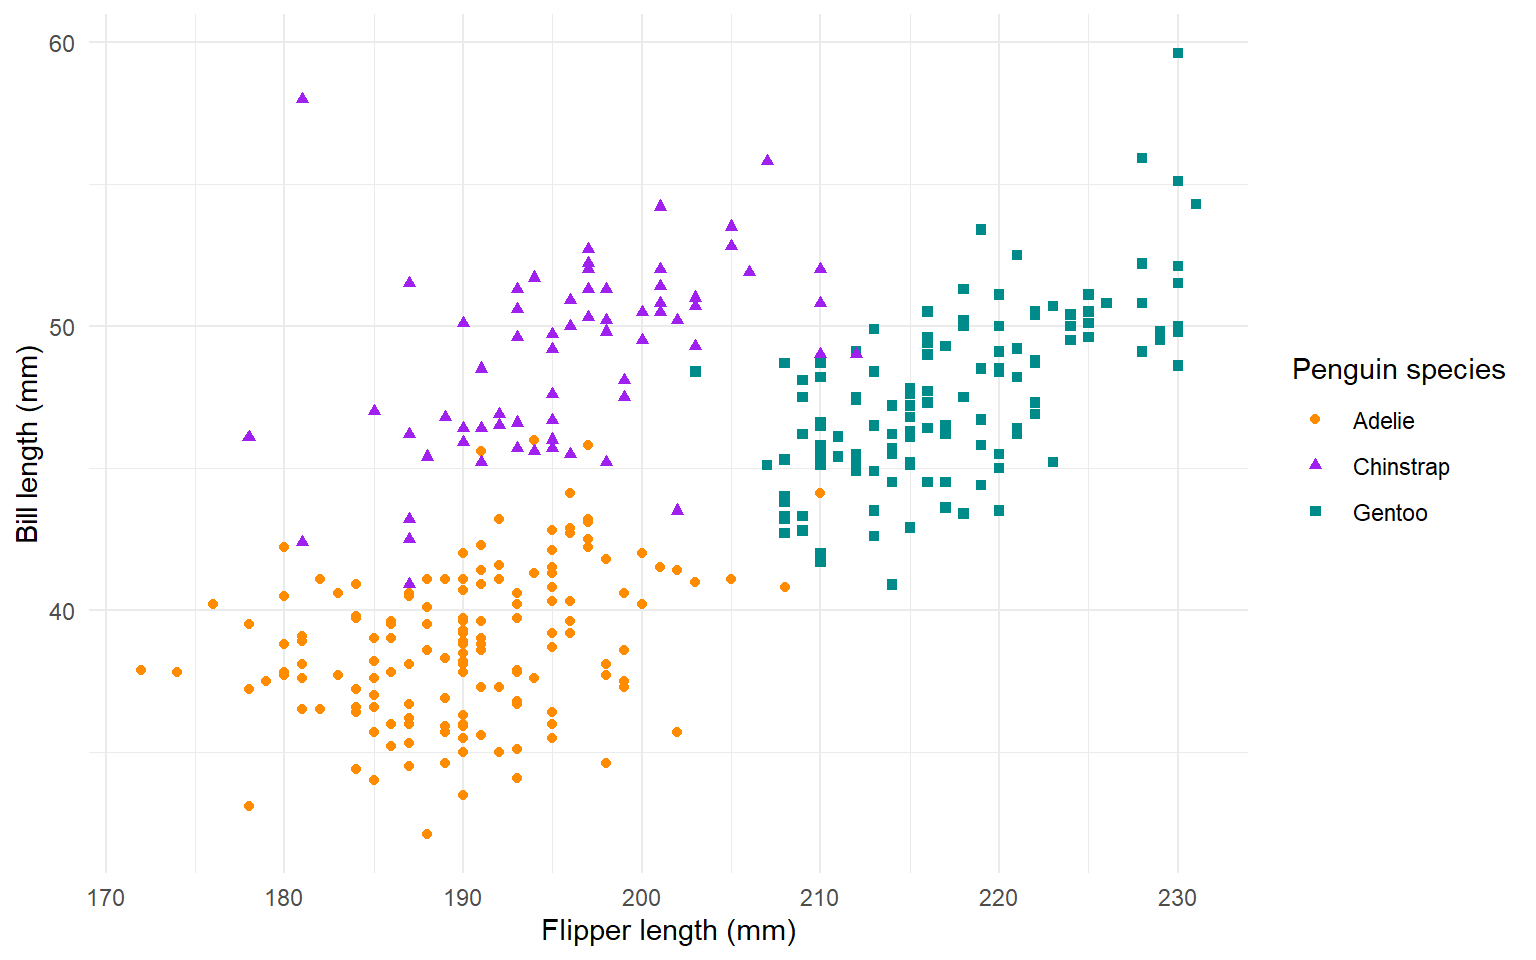 60
50
40
Bill length (mm)
170 180 190 200 210 220 230
Flipper length (mm)
Penguin species
Adelie
Chinstrap
Gentoo